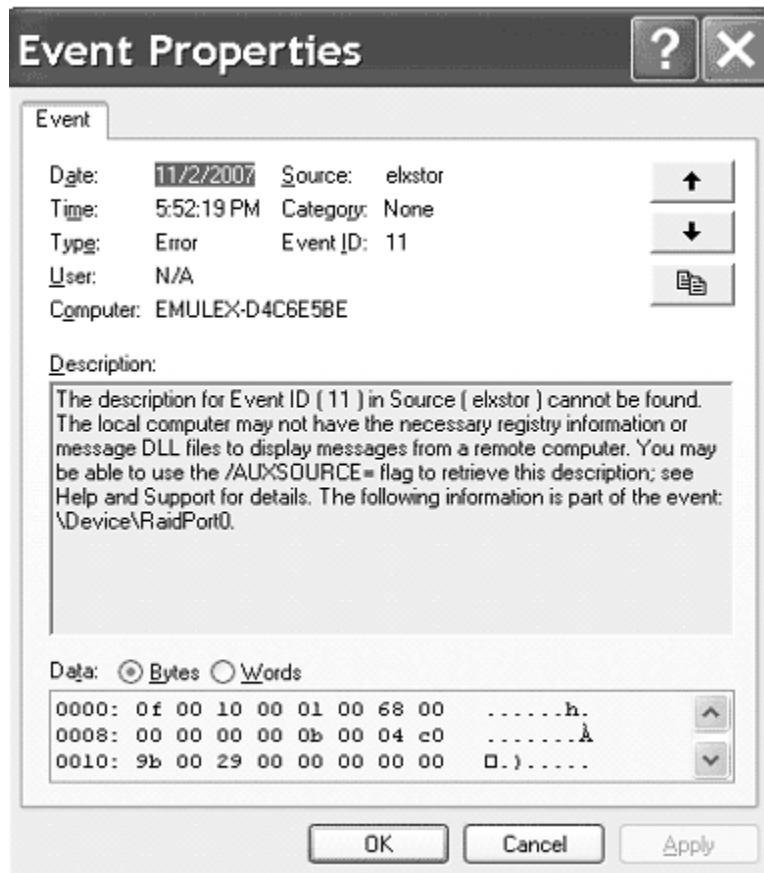 Event Properties
Event
Date: 11/2/2007 Source: elxstor
Time: 5:52:19 PM Category: None
Type: Error Event ID: 11
User: N/A
Computer: EMULEX-D4C6E5BE
Description:
The description for Event ID ( 11 ) in Source ( elxstor ) cannot be found.
The local computer may not have the necessary registry information or
message DLL files to display messages from a remote computer. You may
be able to use the /AUXSOURCE= flag to retrieve this description; see
Help and Support for details. The following information is part of the event:
\Device\RaidPort0.
Data: Bytes Words
0000: 0f 00 10 00 01 00 68 00 ......h.
0008: 00 00 00 00 0b 00 04 c0 .......À
0010: 9b 00 29 00 00 00 00 00 □.).....
OK Cancel Apply